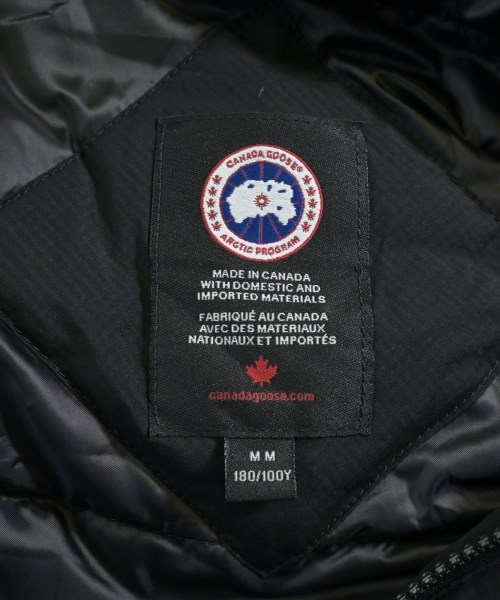 CANADA GOOSE®
ARCTIC PROGRAM
MADE IN CANADA
WITH DOMESTIC AND
IMPORTED MATERIALS
FABRIQUÉ AU CANADA
AVEC DES MATERIAUX
NATIONAUX ET IMPORTÉS
canadagoose.com
M M
180/100Y